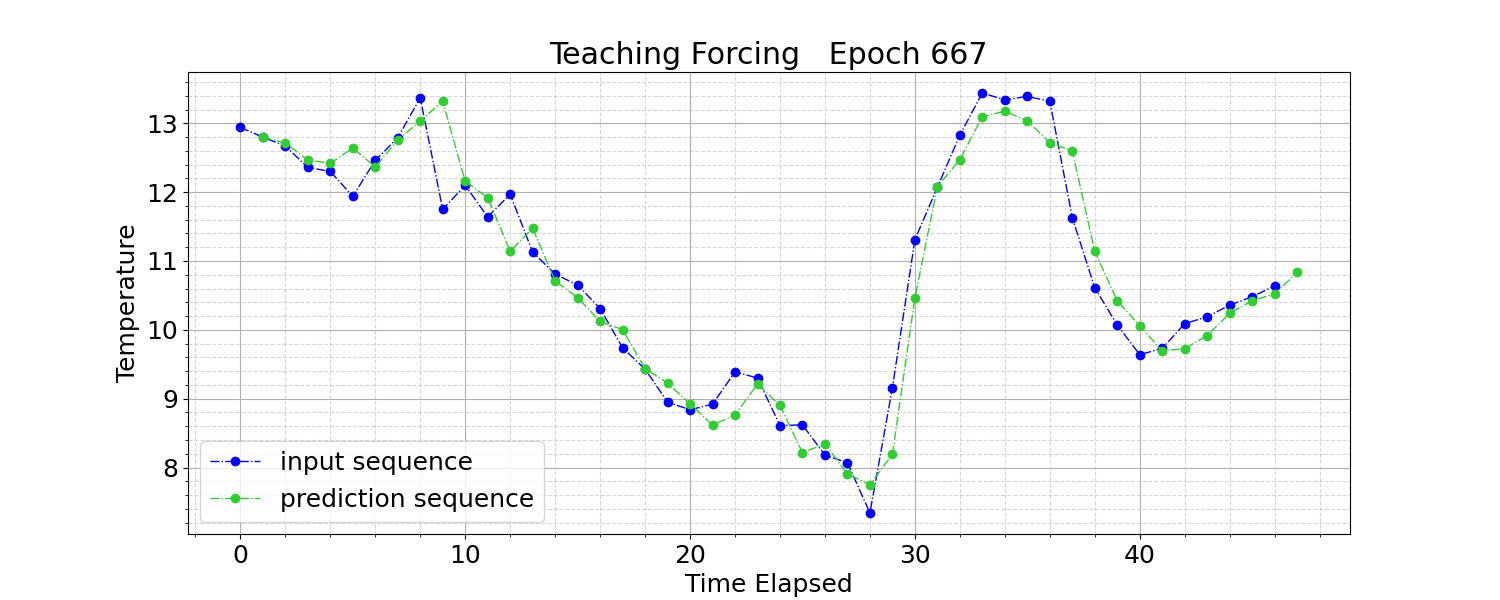 Teaching Forcing   Epoch 667
Temperature
13
12
11
10
9
8
input sequence
prediction sequence
0 10 20 30 40
Time Elapsed